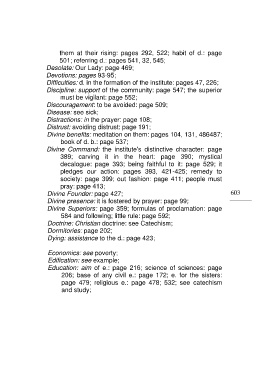 them at their rising: pages 292, 522; habit of d.: page
501; referring d.: pages 541, 32, 545;
Desolate: Our Lady: page 469;
Devotions: pages 93-95;
Difficulties: d. in the formation of the institute: pages 47, 226;
Discipline: support of the community: page 547; the superior
must be vigilant: page 552;
Discouragement: to be avoided: page 509;
Disease: see sick;
Distractions: in the prayer: page 108;
Distrust: avoiding distrust: page 191;
Divine benefits: meditation on them: pages 104, 131, 486487;
book of d. b.: page 537;
Divine Command: the institute's distinctive character: page
389; carving it in the heart: page 390; mystical
decalogue: page 393; being faithful to it: page 529; it
pledges our action: pages 393, 421-425; remedy to
society: page 399; out fashion: page 411; people must
pray: page 413;
Divine Founder: page 427;
603
Divine presence: it is fostered by prayer: page 99;
Divine Superiors: page 359; formulas of proclamation: page
584 and following; little rule: page 592;
Doctrine: Christian doctrine: see Catechism;
Dormitories: page 202;
Dying: assistance to the d.: page 423;
Economics: see poverty;
Edification: see example;
Education: aim of e.: page 216; science of sciences: page
206; base of any civil e.: page 172; e. for the sisters:
page 479; religious e.: page 478; 532; see catechism
and study;